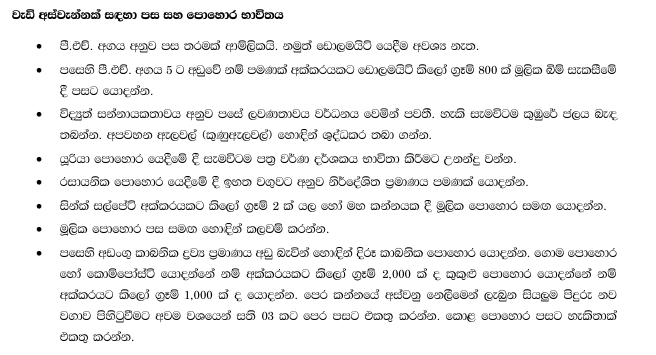 වැඩි අස්වැන්නක් සඳහා පස සහ පොහොර භාවිතය
• පී.එච්. අගය අනුව පස තරමක් ආම්ලිකයි. නමුත් ඩොලමයිට් යෙදීම අවශ්‍ය නැත.
• පසෙහි පී.එච්. අගය 5 ට අඩුවේ නම් පමණක් අක්කරයකට ඩොලමයිට් කිලෝ ග්‍රෑම් 800 ක් මූලික බිම් සැකසීමේ
දී පසට යොදන්න.
• විද්‍යුත් සන්නායකතාවය අනුව පසේ ලවණතාවය වර්ධනය වෙමින් පවතී. හැකි සැමවිටම කුඹුරේ ජලය බැඳ
තබන්න. අපවහන ඇලවල් (කුණුඇලවල්) හොඳින් ශුද්ධකර තබා ගන්න.
• යූරියා පොහොර යෙදීමේ දී සැමවිටම පත්‍ර වර්ණ දර්ශකය භාවිතා කිරීමට උනන්දු වන්න.
• රසායනික පොහොර යෙදීමේ දී ඉහත වගුවට අනුව නිර්දේශිත ප්‍රමාණය පමණක් යොදන්න.
• සින්ක් සල්පේට් අක්කරයකට කිලෝ ග්‍රෑම් 2 ක් යල හෝ මහ කන්නයක දී මූලික පොහොර සමඟ යොදන්න.
• මූලික පොහොර පස සමඟ හොඳින් කලවම් කරන්න.
• පසෙහි අඩංගු කාබනික ද්‍රව්‍ය ප්‍රමාණය අඩු බැවින් හොඳින් දිරූ කාබනික පොහොර යොදන්න. ගොම පොහොර
හෝ කොම්පෝස්ට් යොදන්නේ නම් අක්කරයකට කිලෝ ග්‍රෑම් 2,000 ක් ද කුකුළු පොහොර යොදන්නේ නම්
අක්කරයට කිලෝ ග්‍රෑම් 1,000 ක් ද යොදන්න. පෙර කන්නයේ අස්වනු නෙලීමෙන් ලැබුන සියලුම පිදුරු නව
වගාව පිහිටුවීමට අවම වශයෙන් සති 03 කට පෙර පසට එකතු කරන්න. කොළ පොහොර පසට හැකිතාක්
එකතු කරන්න.